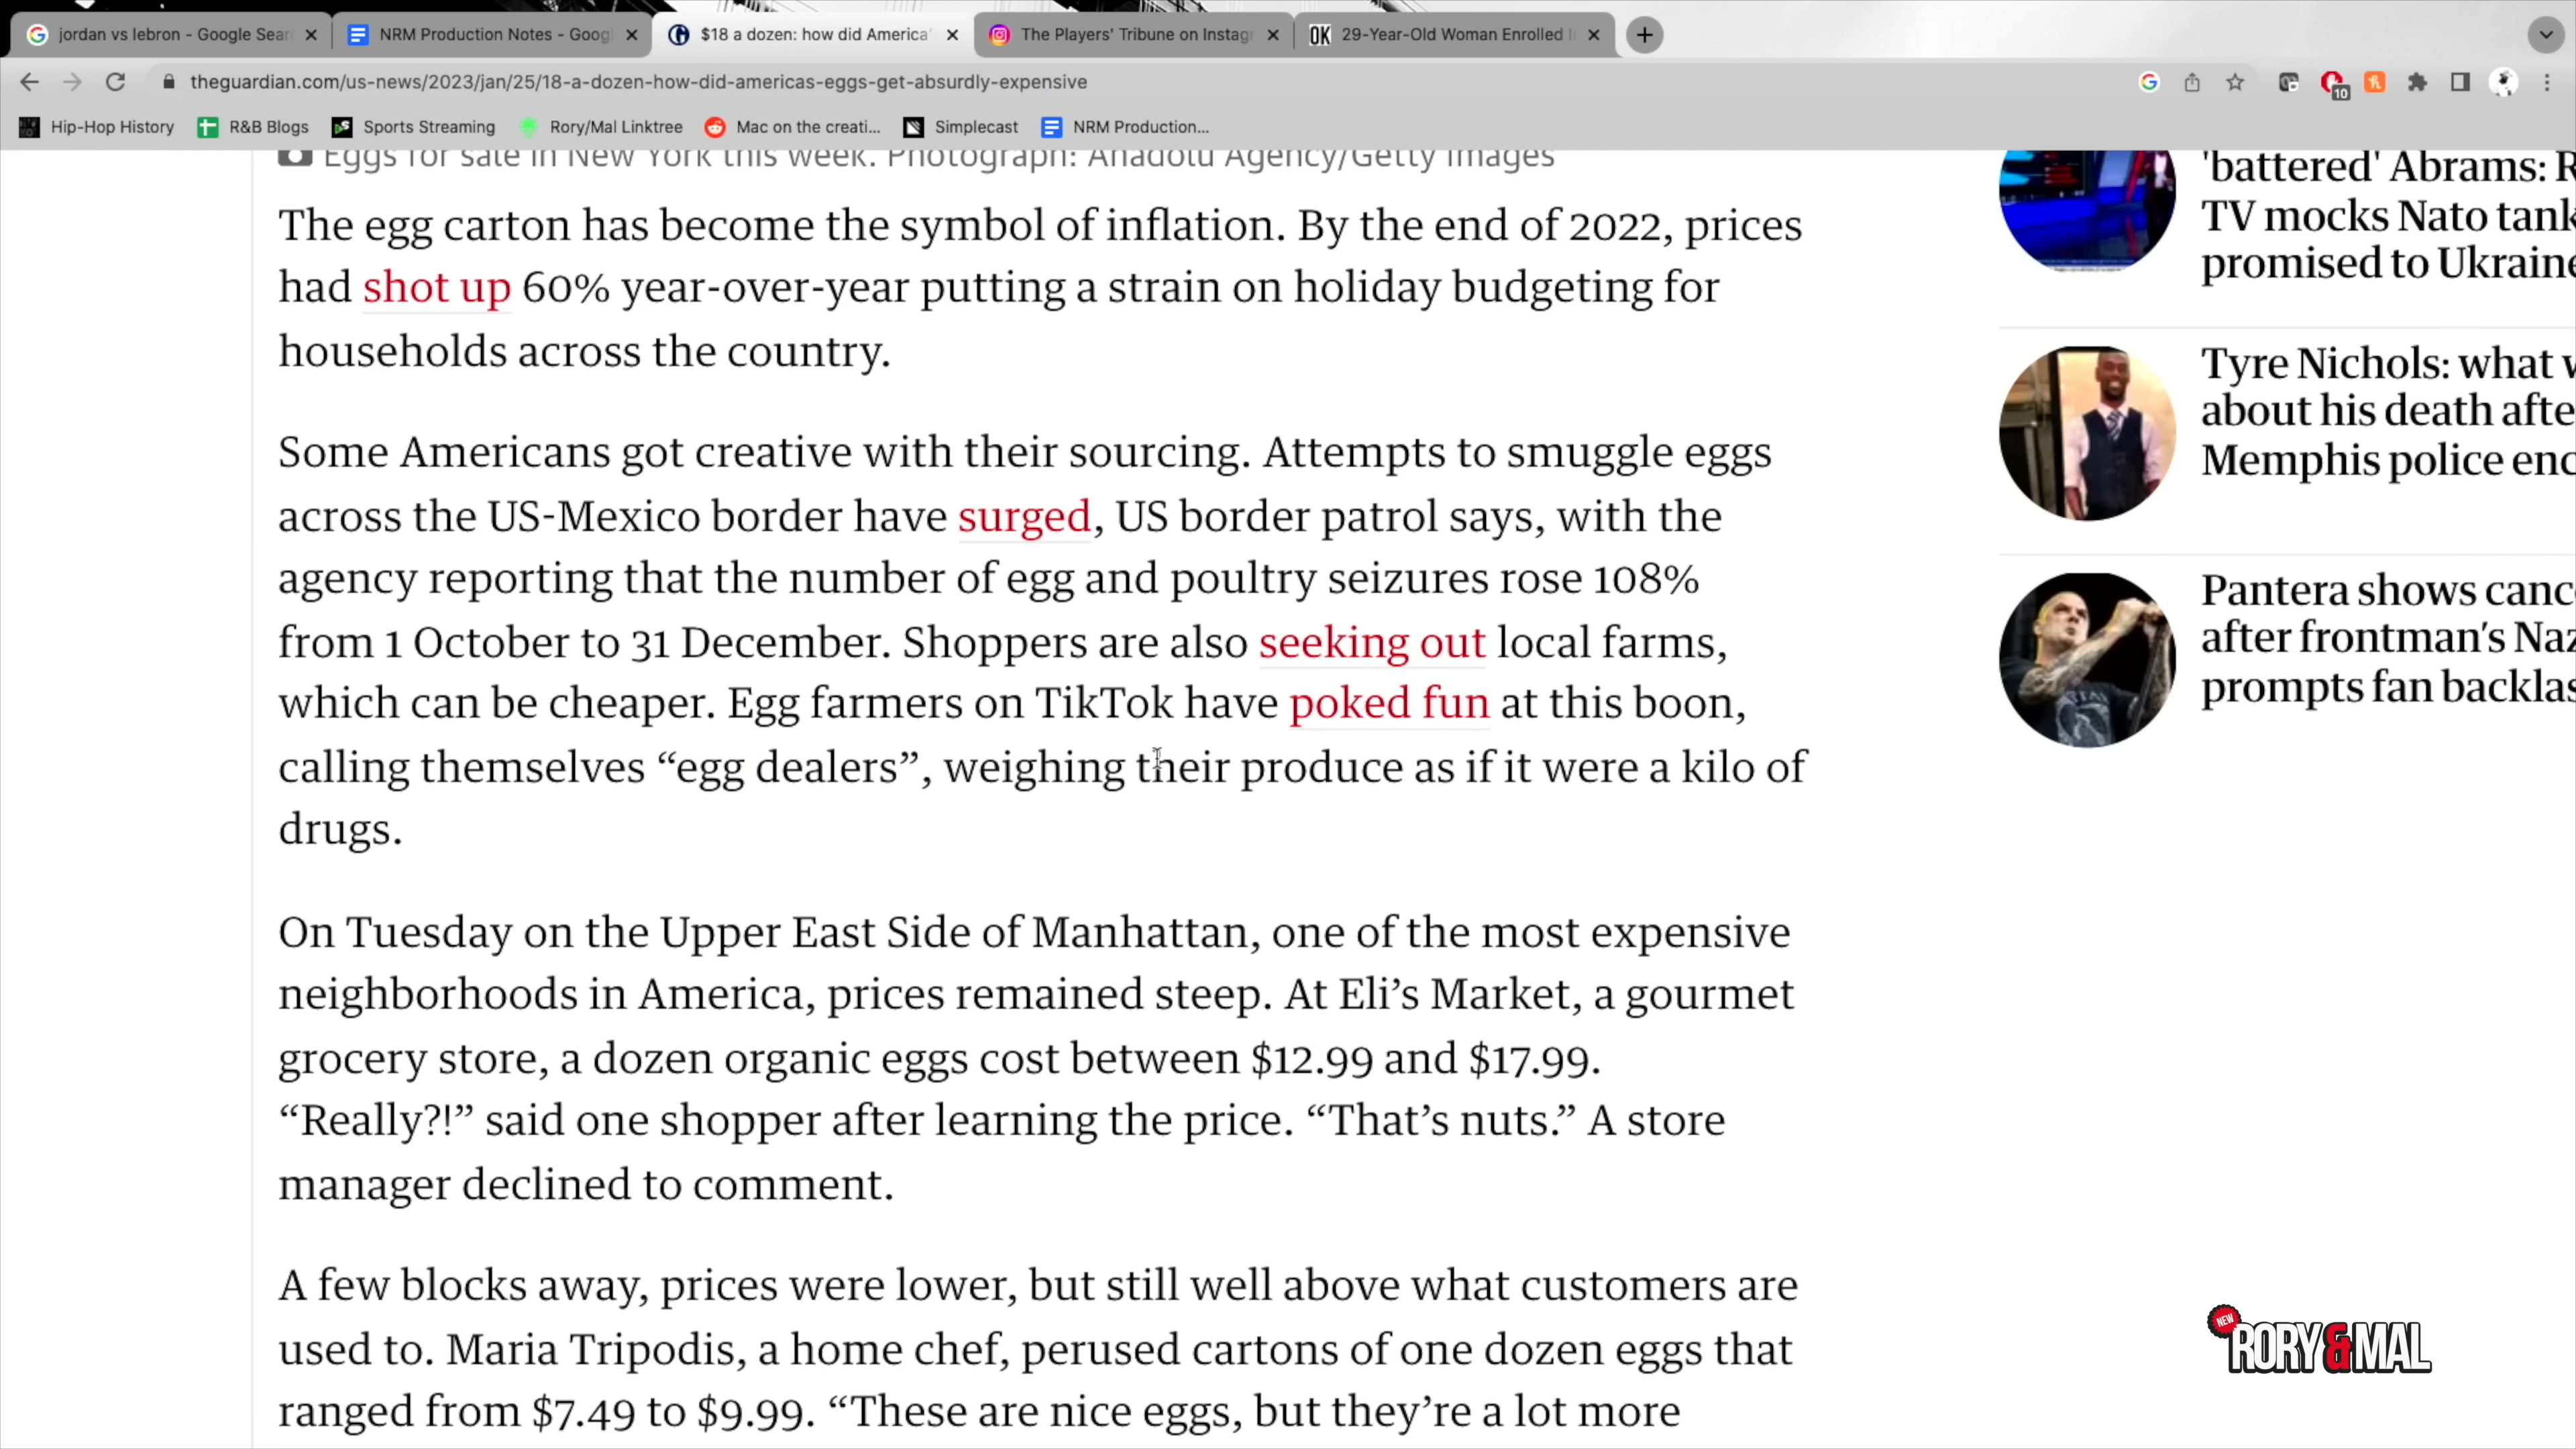 jordan vs lebron - Google Sear
NRM Production Notes - Goog
$18 a dozen: how did America'
The Players' Tribune on Instag
OK 29-Year-Old Woman Enrolled I
theguardian.com/us-news/2023/jan/25/18-a-dozen-how-did-americas-eggs-get-absurdly-expensive
10
Hip-Hop History
R&B Blogs
Sports Streaming
Rory/Mal Linktree
Mac on the creati...
Simplecast
NRM Production...
Eggs for sale in New York this week. Photograph: Anadolu Agency/Getty Images
The egg carton has become the symbol of inflation. By the end of 2022, prices
had shot up 60% year-over-year putting a strain on holiday budgeting for
households across the country.
Some Americans got creative with their sourcing. Attempts to smuggle eggs
across the US-Mexico border have surged, US border patrol says, with the
agency reporting that the number of egg and poultry seizures rose 108%
from 1 October to 31 December. Shoppers are also seeking out local farms,
which can be cheaper. Egg farmers on TikTok have poked fun at this boon,
calling themselves “egg dealers”, weighing their produce as if it were a kilo of
drugs.
On Tuesday on the Upper East Side of Manhattan, one of the most expensive
neighborhoods in America, prices remained steep. At Eli’s Market, a gourmet
grocery store, a dozen organic eggs cost between $12.99 and $17.99.
“Really?!” said one shopper after learning the price. “That’s nuts.” A store
manager declined to comment.
A few blocks away, prices were lower, but still well above what customers are
used to. Maria Tripodis, a home chef, perused cartons of one dozen eggs that
ranged from $7.49 to $9.99. “These are nice eggs, but they’re a lot more
'battered' Abrams: R
TV mocks Nato tank
promised to Ukraine
Tyre Nichols: what w
about his death afte
Memphis police enc
Pantera shows canc
after frontman’s Naz
prompts fan backlas
NEW
RORY&MAL